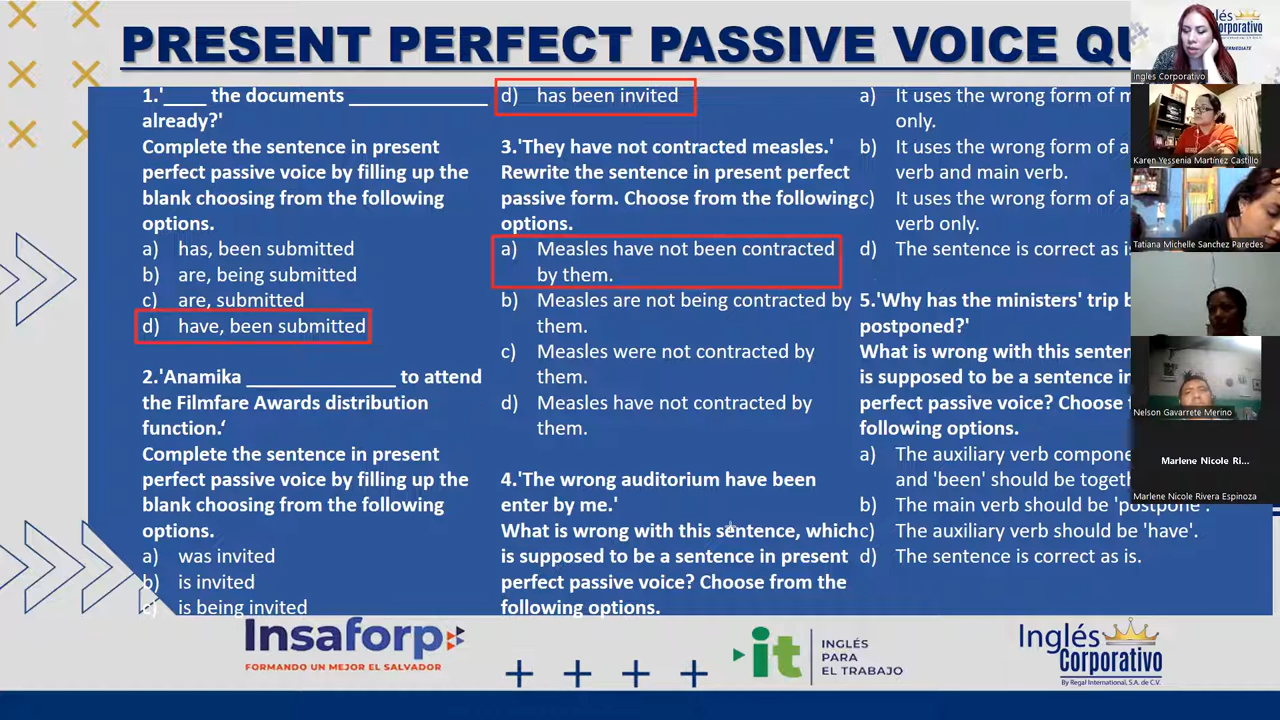 PRESENT PERFECT PASSIVE VOICE QU
1.'____ the documents _____________
already?'
Complete the sentence in present
perfect passive voice by filling up the
blank choosing from the following
options.
a) has, been submitted
b) are, being submitted
c) are, submitted
d) have, been submitted
2.'Anamika ______________ to attend
the Filmfare Awards distribution
function.‘
Complete the sentence in present
perfect passive voice by filling up the
blank choosing from the following
options.
a) was invited
b) is invited
c) is being invited
d) has been invited
3.'They have not contracted measles.'
Rewrite the sentence in present perfect
passive form. Choose from the following
options.
a) Measles have not been contracted
by them.
b) Measles are not being contracted by
them.
c) Measles were not contracted by
them.
d) Measles have not contracted by
them.
4.'The wrong auditorium have been
enter by me.'
What is wrong with this sentence, which
is supposed to be a sentence in present
perfect passive voice? Choose from the
following options.
a) It uses the wrong form of
only.
b) It uses the wrong form of
verb and main verb.
c) It uses the wrong form of
verb only.
d) The sentence is correct as is.
5.'Why has the ministers' trip
postponed?'
What is wrong with this
is supposed to be a sentence
perfect passive voice? Choose
following options.
a) The auxiliary verb
and 'been' should be
b) The main verb should be 'postpone'.
c) The auxiliary verb should be 'have'.
d) The sentence is correct as is.
Insaforp
FORMANDO UN MEJOR EL SALVADOR
it
INGLÉS
PARA
EL TRABAJO
Inglés
Corporativo
By Regal International, S.A. de C.V.
lés
Corporativo
Ingles Corporativo
Karen Yessenia Martínez Castillo
Tatiana Michelle Sanchez Paredes
Nelson Gavarrete Merino
Marlene Nicole Ri...
Marlene Nicole Rivera Espinoza